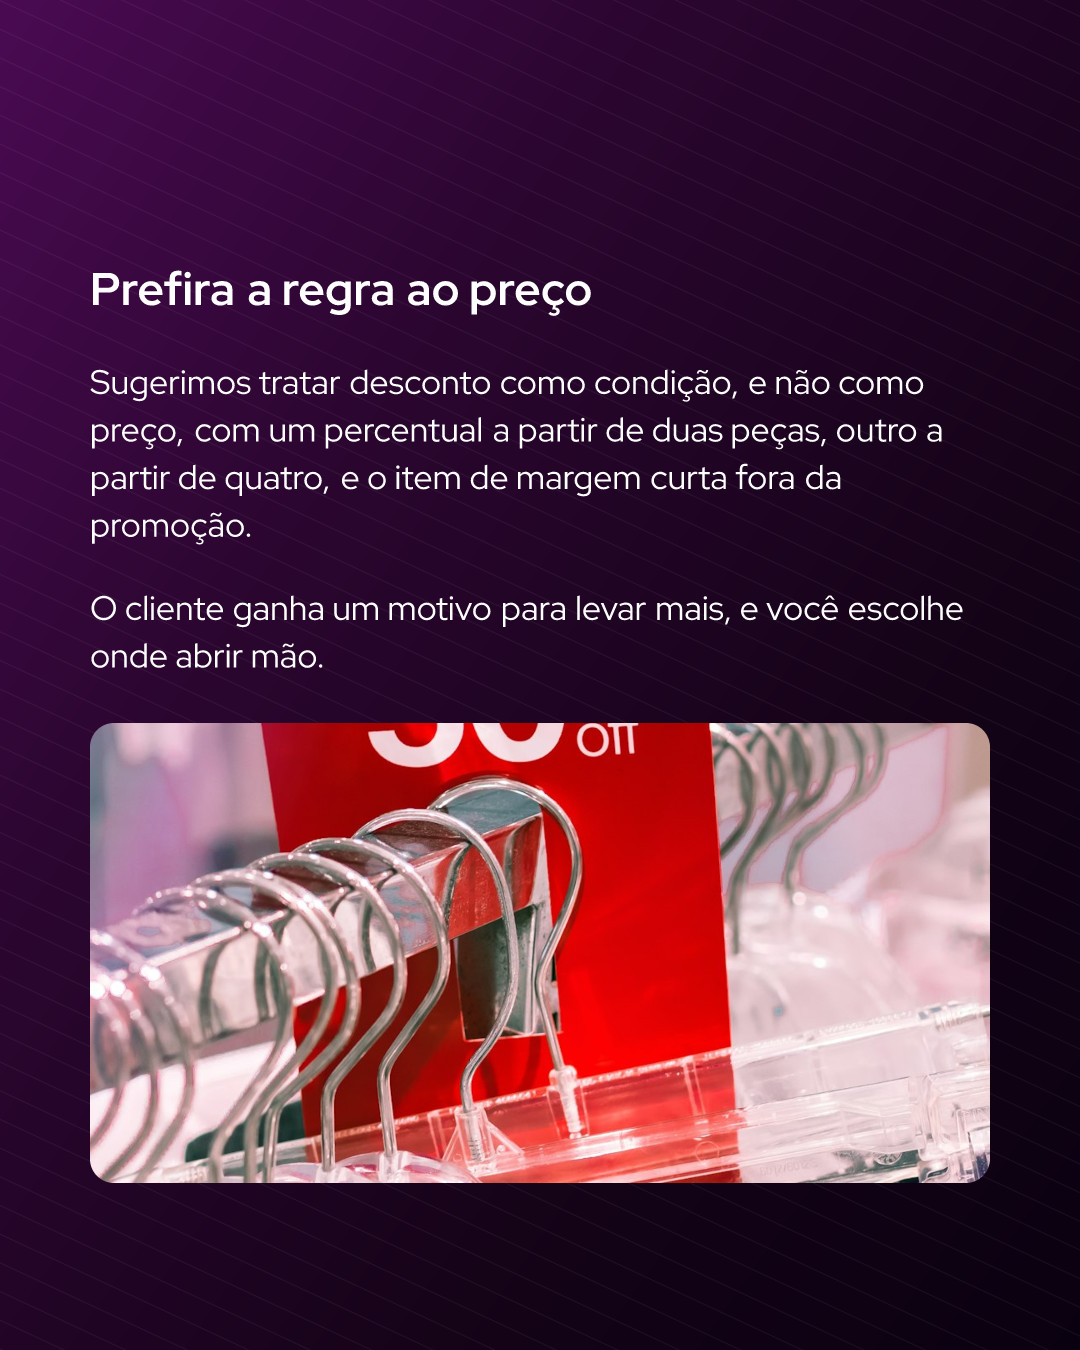 Prefira a regra ao preço
Sugerimos tratar desconto como condição, e não como
preço, com um percentual a partir de duas peças, outro a
partir de quatro, e o item de margem curta fora da
promoção.
O cliente ganha um motivo para levar mais, e você escolhe
onde abrir mão.
off